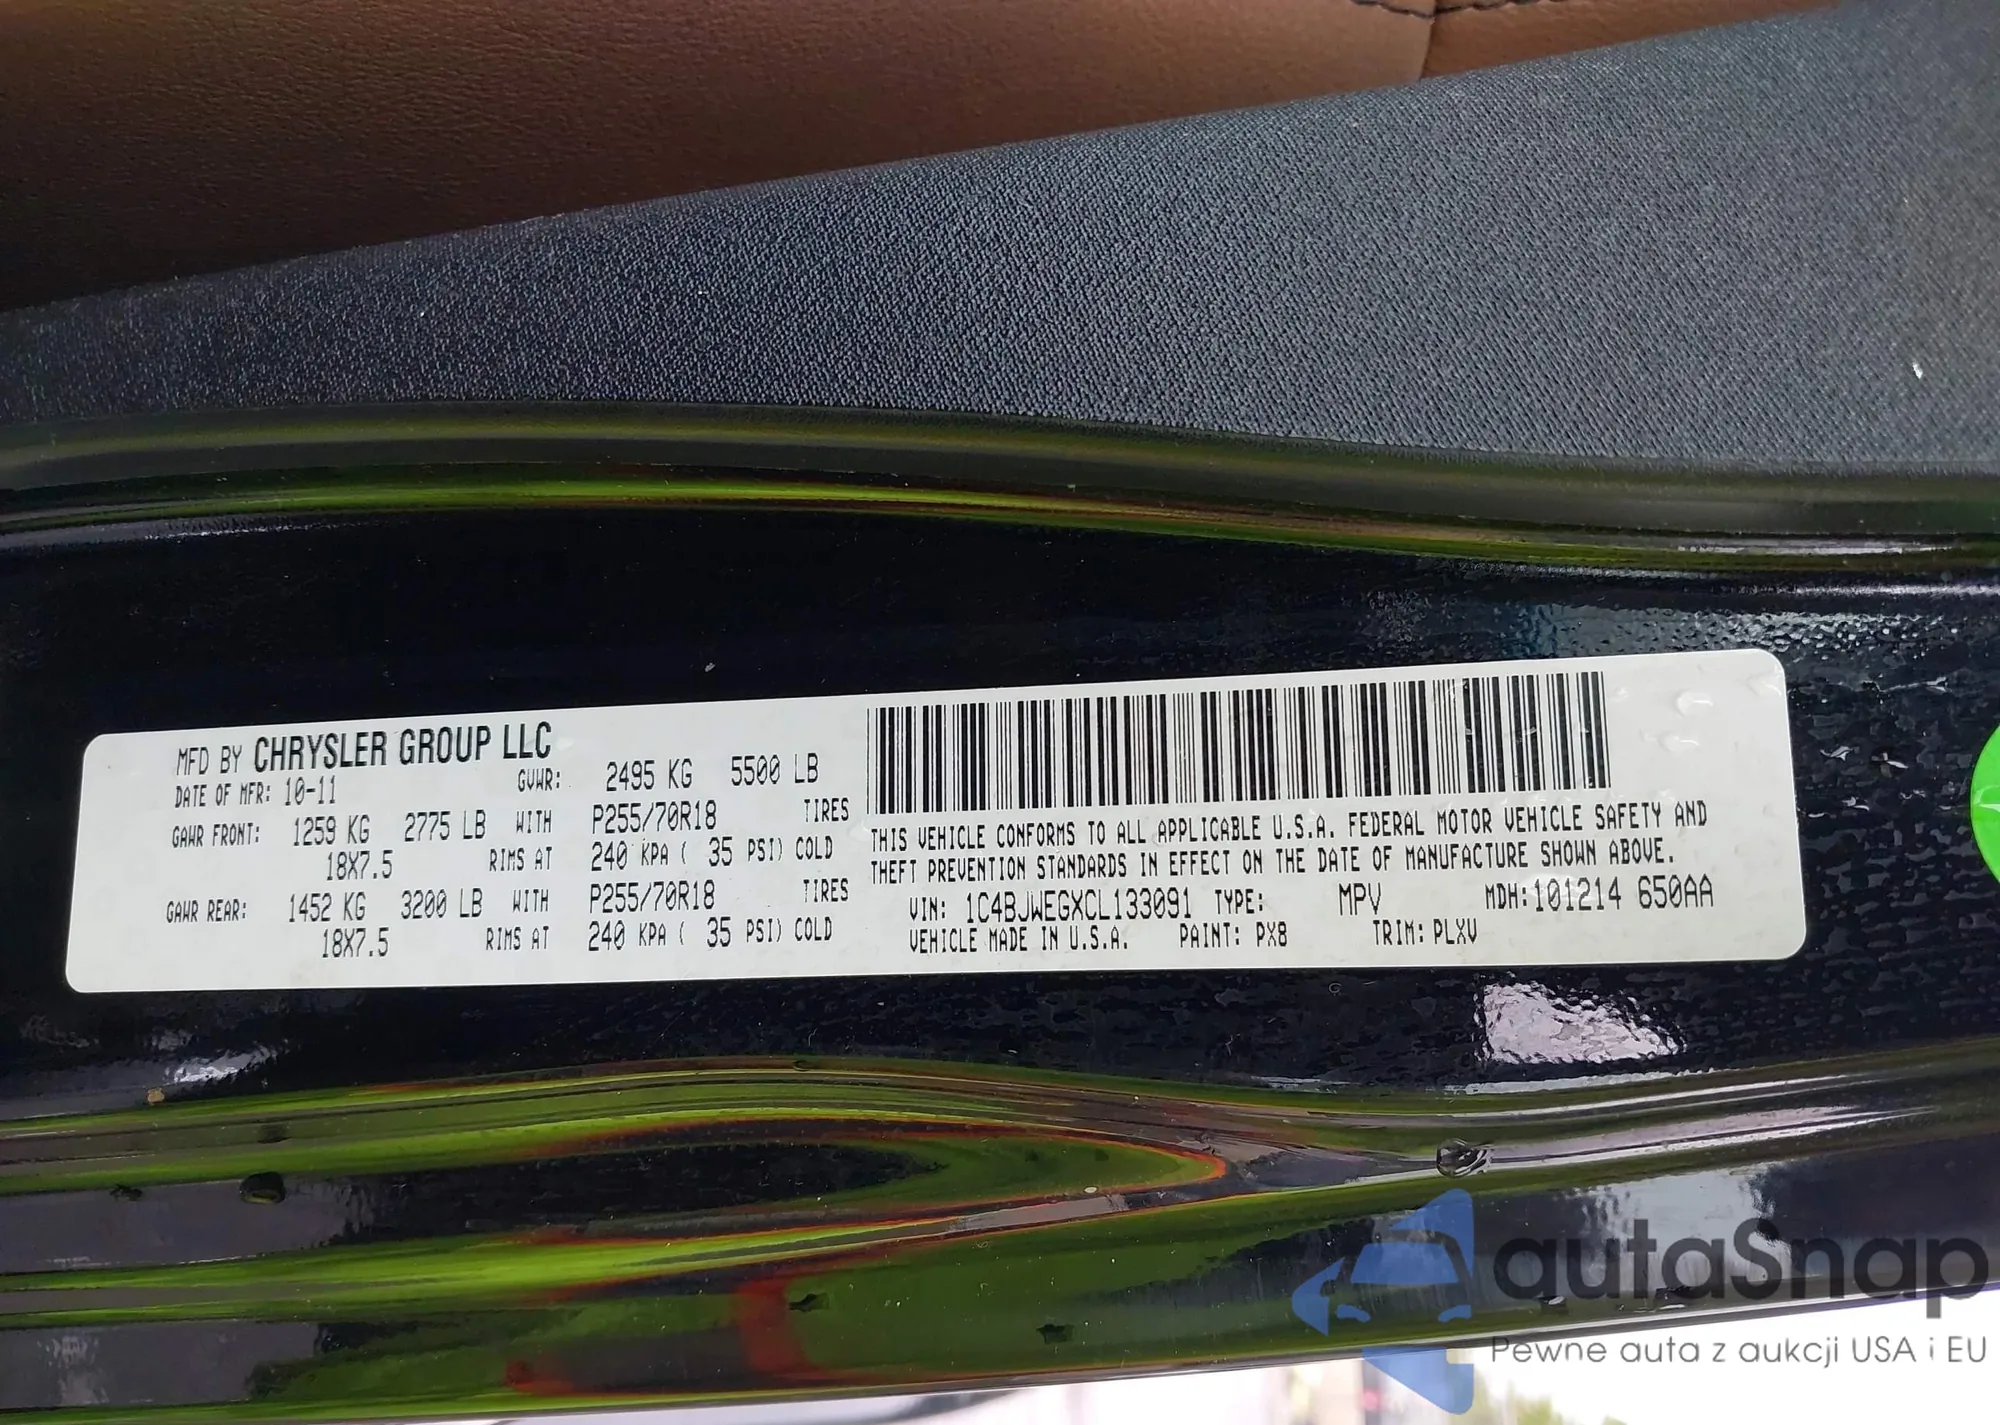 MFD BY CHRYSLER GROUP LLC
DATE OF MFR: 10-11 GVWR: 2495 KG 5500 LB
GAWR FRONT: 1259 KG 2775 LB WITH P255/70R18 TIRES
18X7.5 RIMS AT 240 KPA ( 35 PSI) COLD
GAWR REAR: 1452 KG 3200 LB WITH P255/70R18 TIRES
18X7.5 RIMS AT 240 KPA ( 35 PSI) COLD
THIS VEHICLE CONFORMS TO ALL APPLICABLE U.S.A. FEDERAL MOTOR VEHICLE SAFETY AND
THEFT PREVENTION STANDARDS IN EFFECT ON THE DATE OF MANUFACTURE SHOWN ABOVE.
VIN: 1C4BJWEGXCL133091 TYPE: MPV MDH:101214 650AA
VEHICLE MADE IN U.S.A. PAINT: PX8 TRIM: PLXV
autaSnap
Pewne auta z aukcji USA i EU